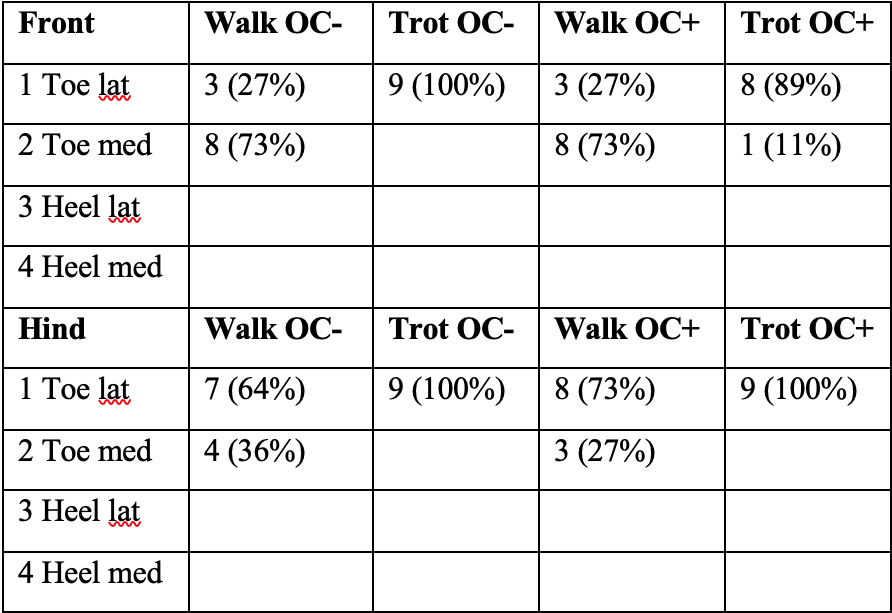 Front Walk OC- Trot OC- Walk OC+ Trot OC+
1 Toe lat 3 (27%) 9 (100%) 3 (27%) 8 (89%)
2 Toe med 8 (73%) 8 (73%) 1 (11%)
3 Heel lat
4 Heel med
Hind Walk OC- Trot OC- Walk OC+ Trot OC+
1 Toe lat 7 (64%) 9 (100%) 8 (73%) 9 (100%)
2 Toe med 4 (36%) 3 (27%)
3 Heel lat
4 Heel med